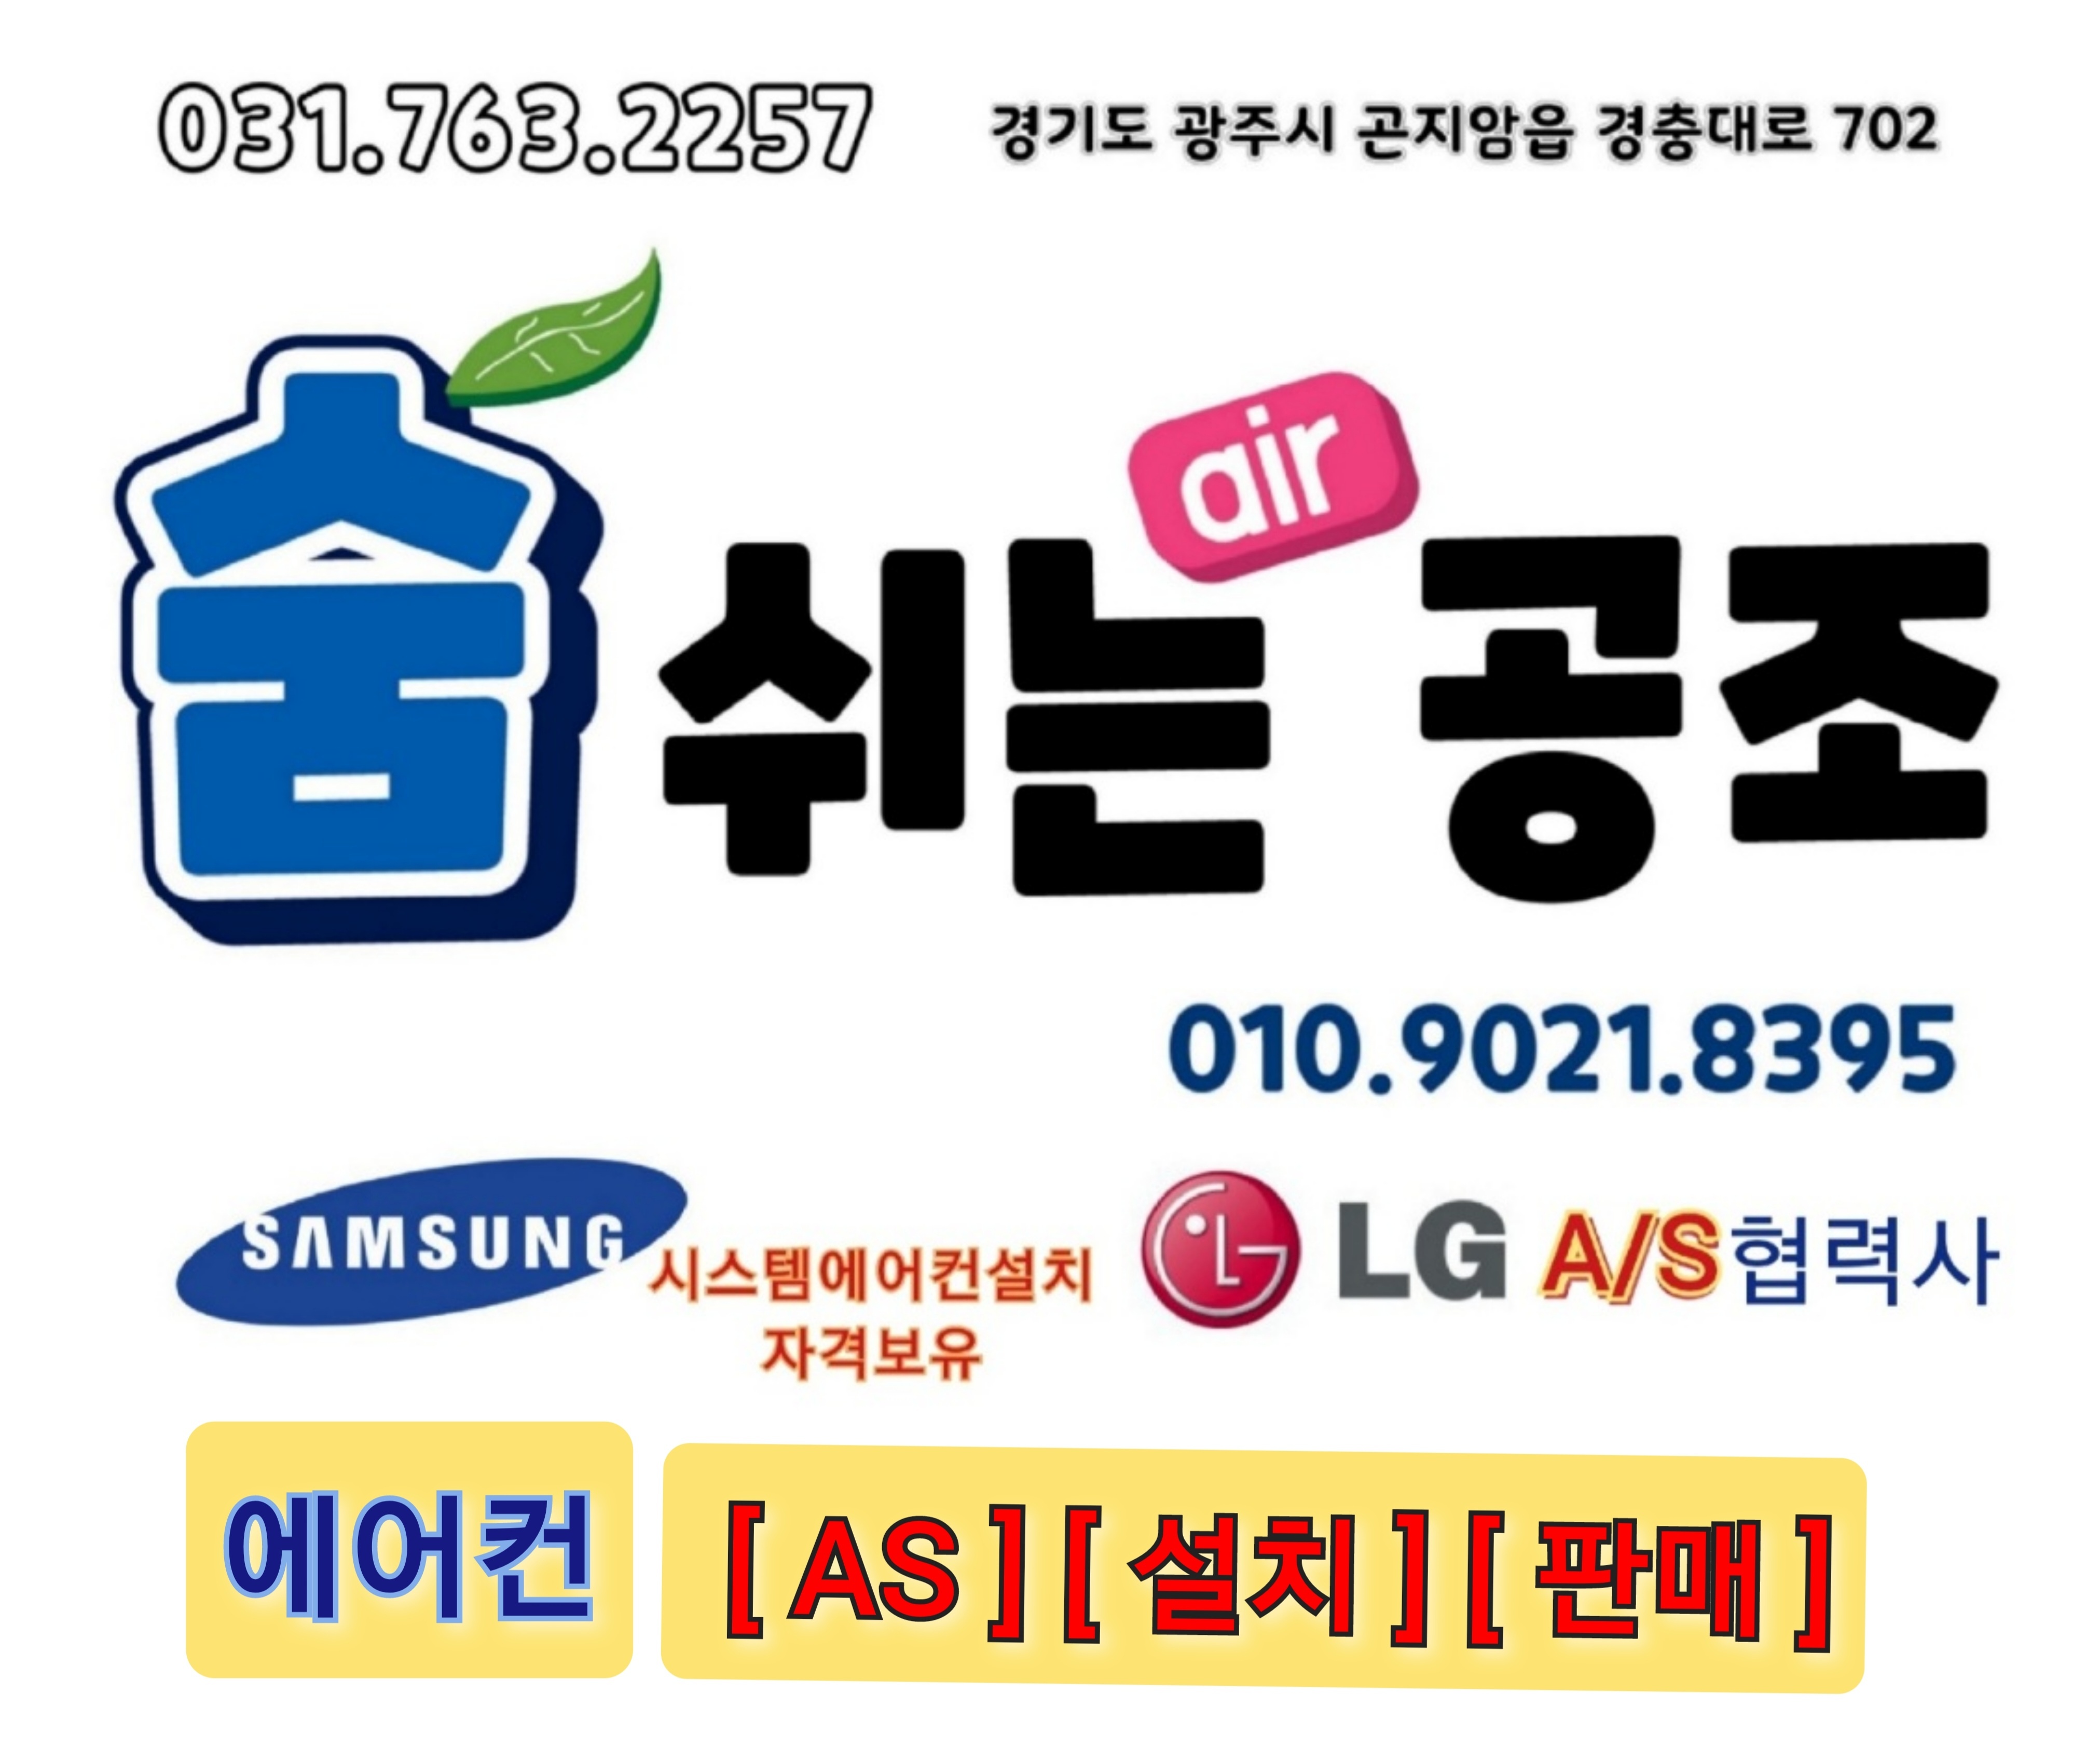 031.763.2257 경기도 광주시 곤지암읍 경충대로 702
air
숨쉬는 공조
010.9021.8395
SAMSUNG 시스템에어컨설치
자격보유
LG LG A/S협력사
에어컨 [ AS ] [ 설치 ] [ 판매 ]